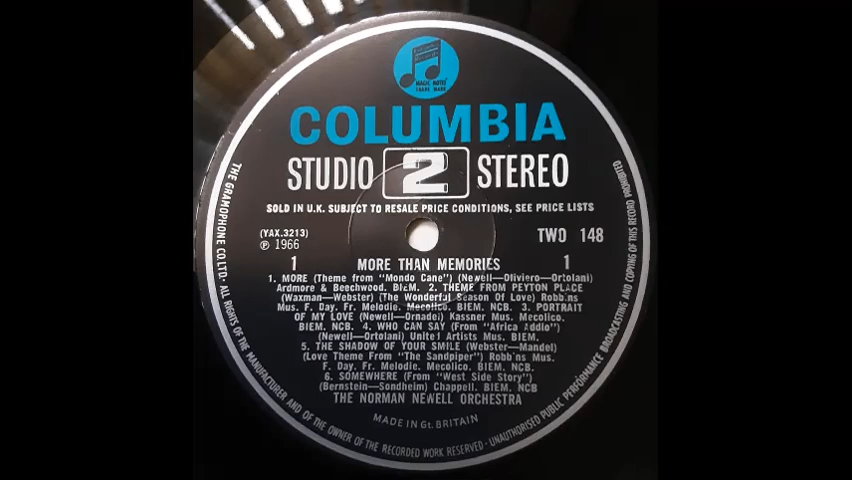 MAGIC NOTES
TRADE MARK
COLUMBIA
STUDIO 2 STEREO
SOLD IN U.K. SUBJECT TO RESALE PRICE CONDITIONS, SEE PRICE LISTS
(YAX.3213)
℗ 1966
TWO 148
1 MORE THAN MEMORIES 1
1. MORE (Theme from "Mondo Cane") (Newell—Oliviero—Ortolani)
Ardmore & Beechwood. BIEM. 2. THEME FROM PEYTON PLACE
(Waxman—Webster) (The Wonderful Season Of Love) Robbins
Mus. F. Day. Fr. Melodie. Mecolico. BIEM. NCB. 3. PORTRAIT
OF MY LOVE (Newell—Ornadel) Kassner Mus. Mecolico.
BIEM. NCB. 4. WHO CAN SAY (From "Africa Addio")
(Newell—Ortolani) United Artists Mus. BIEM.
5. THE SHADOW OF YOUR SMILE (Webster—Mandel)
(Love Theme From "The Sandpiper") Robbins Mus.
F. Day. Fr. Melodie. Mecolico. BIEM. NCB.
6. SOMEWHERE (From "West Side Story")
(Bernstein—Sondheim) Chappell. BIEM. NCB
THE NORMAN NEWELL ORCHESTRA
MADE IN Gt. BRITAIN
THE GRAMOPHONE CO. LTD. ALL RIGHTS OF THE MANUFACTURER AND OF THE OWNER OF THE RECORDED WORK RESERVED - UNAUTHORISED PUBLIC PERFORMANCE BROADCASTING AND COPYING OF THIS RECORD PROHIBITED